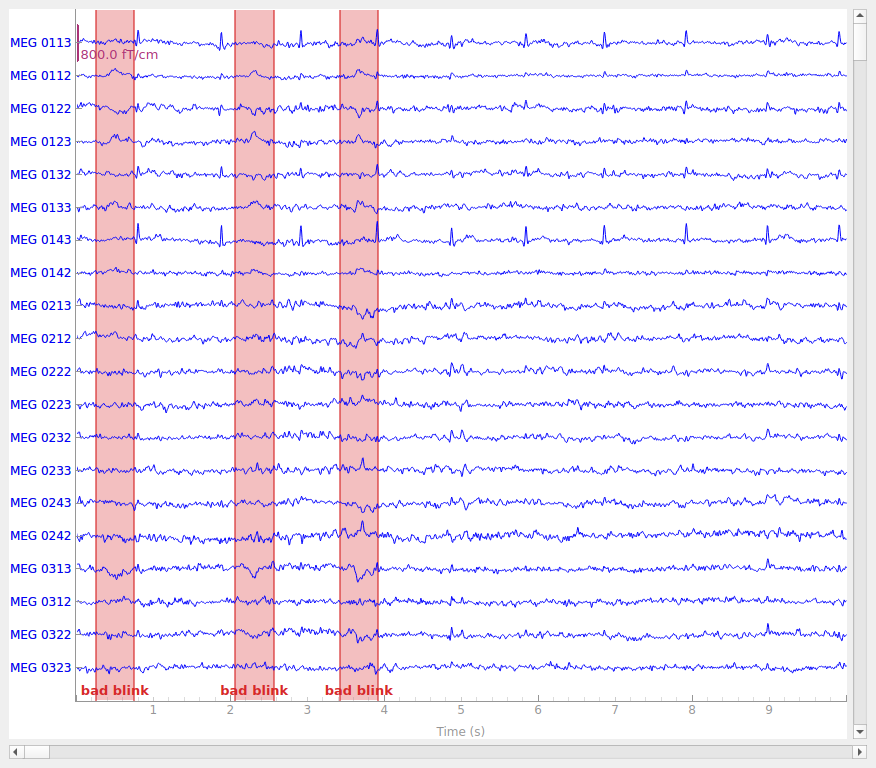 MEG 0113
800.0 fT/cm
MEG 0112
MEG 0122
MEG 0123
MEG 0132
MEG 0133
MEG 0143
MEG 0142
MEG 0213
MEG 0212
MEG 0222
MEG 0223
MEG 0232
MEG 0233
MEG 0243
MEG 0242
MEG 0313
MEG 0312
MEG 0322
MEG 0323
bad blink bad blink bad blink
1 2 3 4 5 6 7 8 9
Time (s)